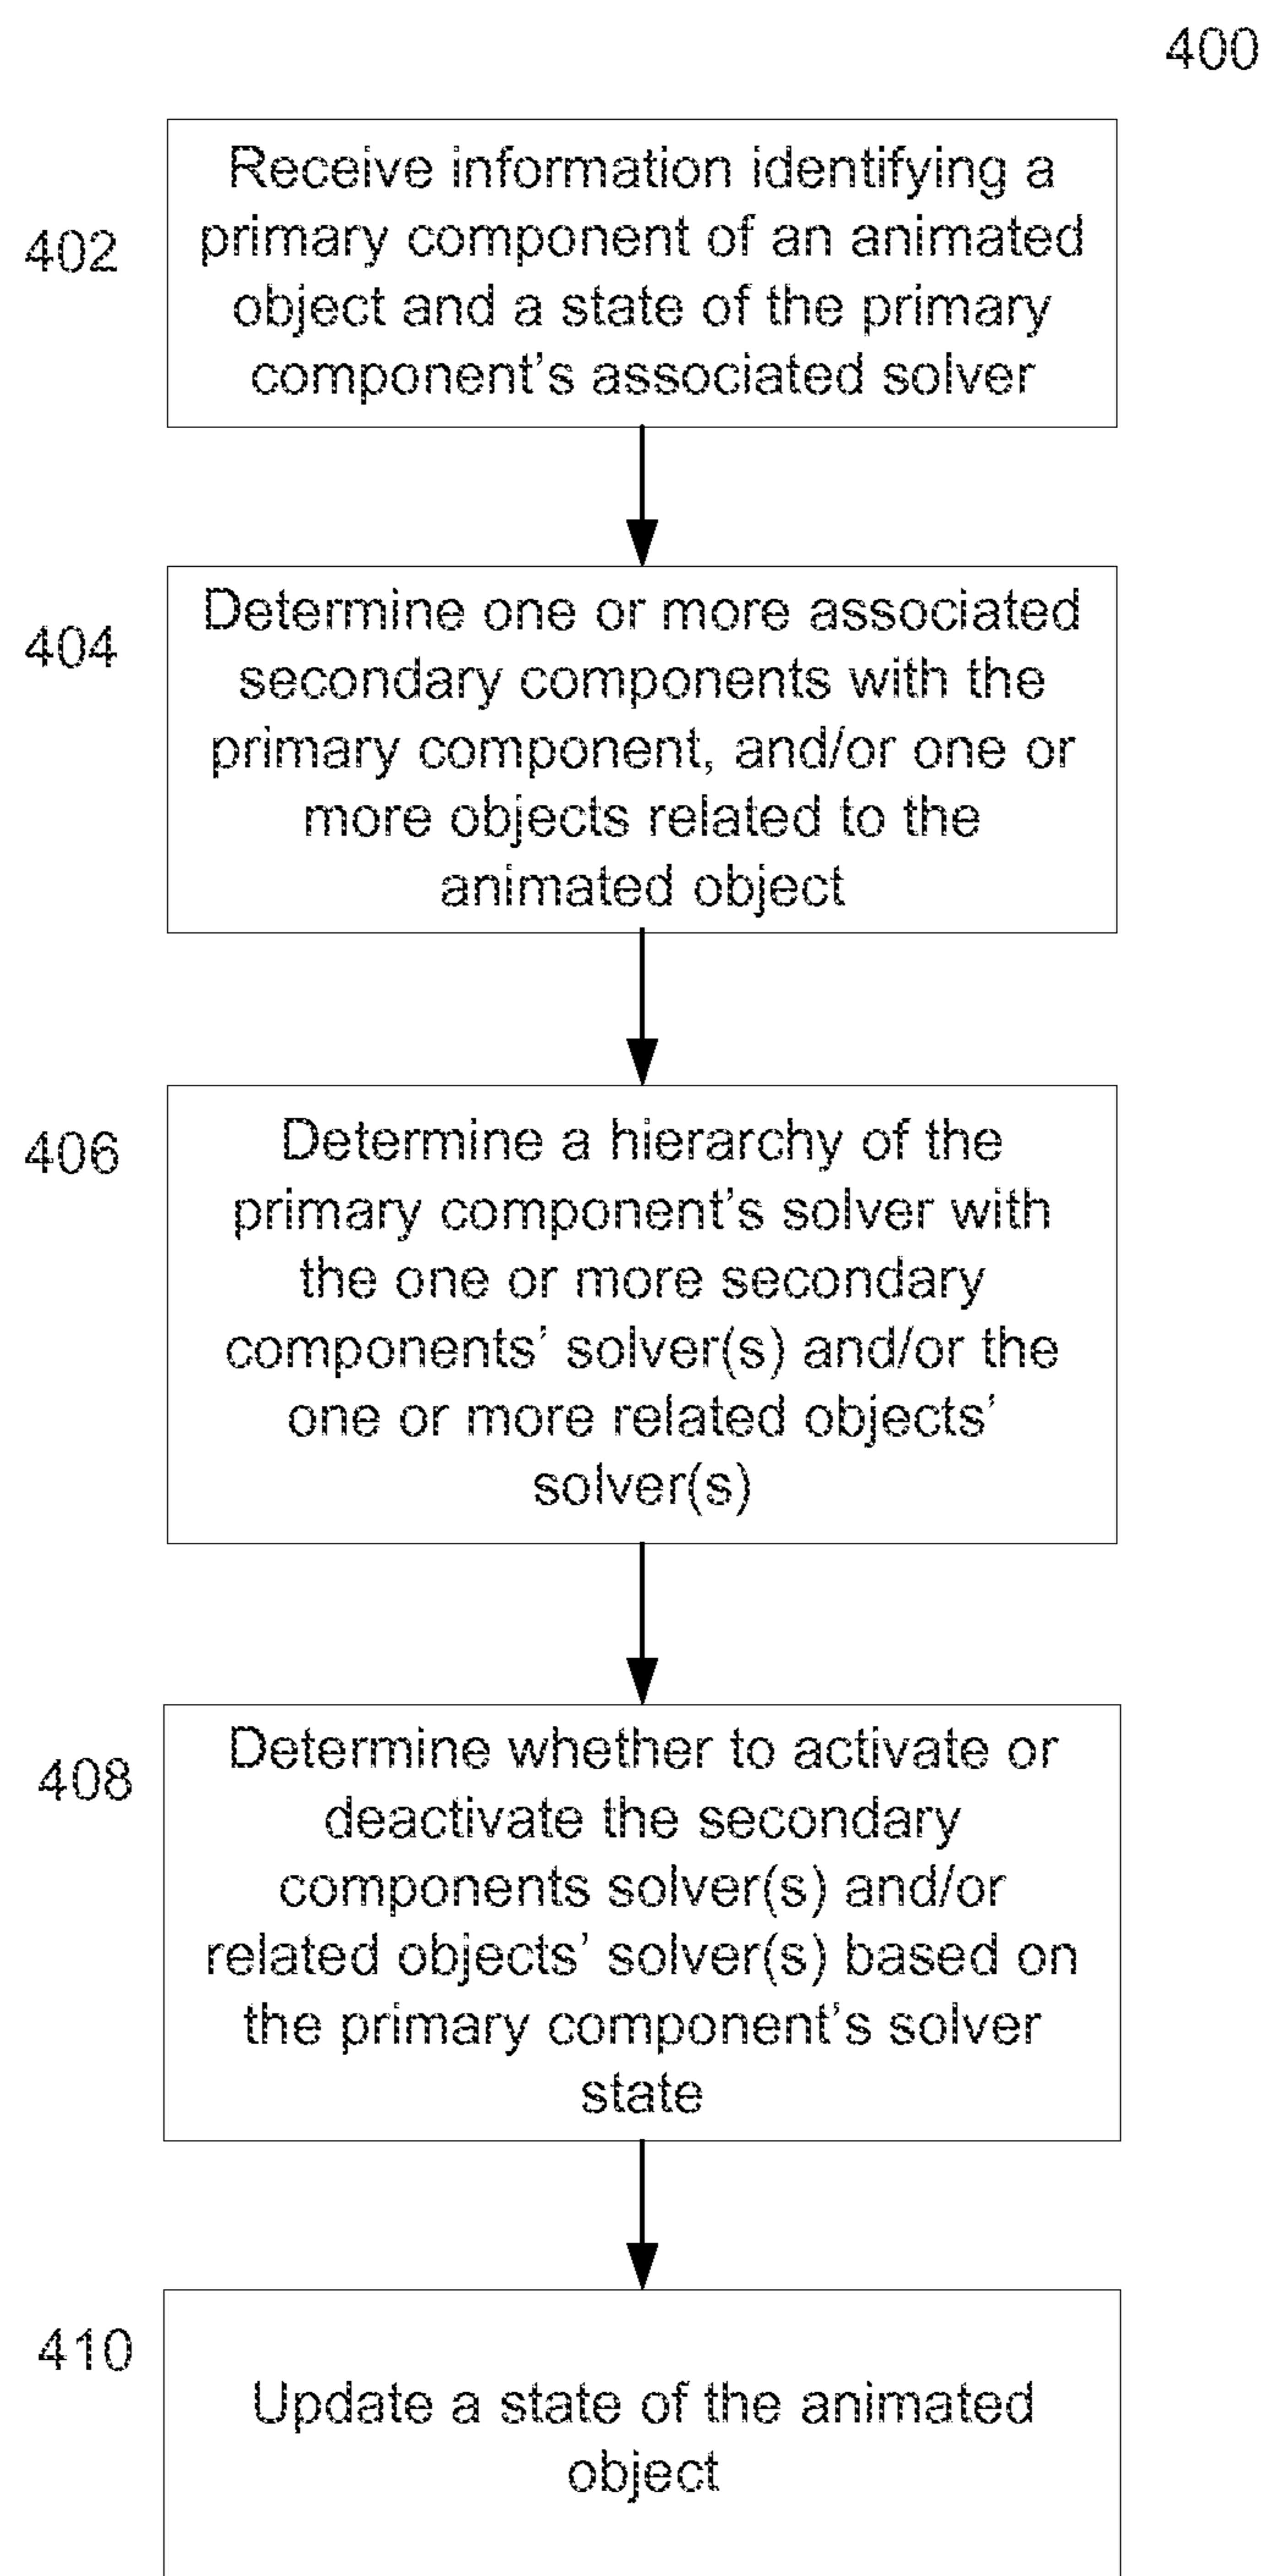 400
402
Receive information identifying a
primary component of an animated
object and a state of the primary
component’s associated solver
404
Determine one or more associated
secondary components with the
primary component, and/or one or
more objects related to the
animated object
406
Determine a hierarchy of the
primary component’s solver with
the one or more secondary
components’ solver(s) and/or the
one or more related objects’
solver(s)
408
Determine whether to activate or
deactivate the secondary
components solver(s) and/or
related objects’ solver(s) based on
the primary component’s solver
state
410
Update a state of the animated
object